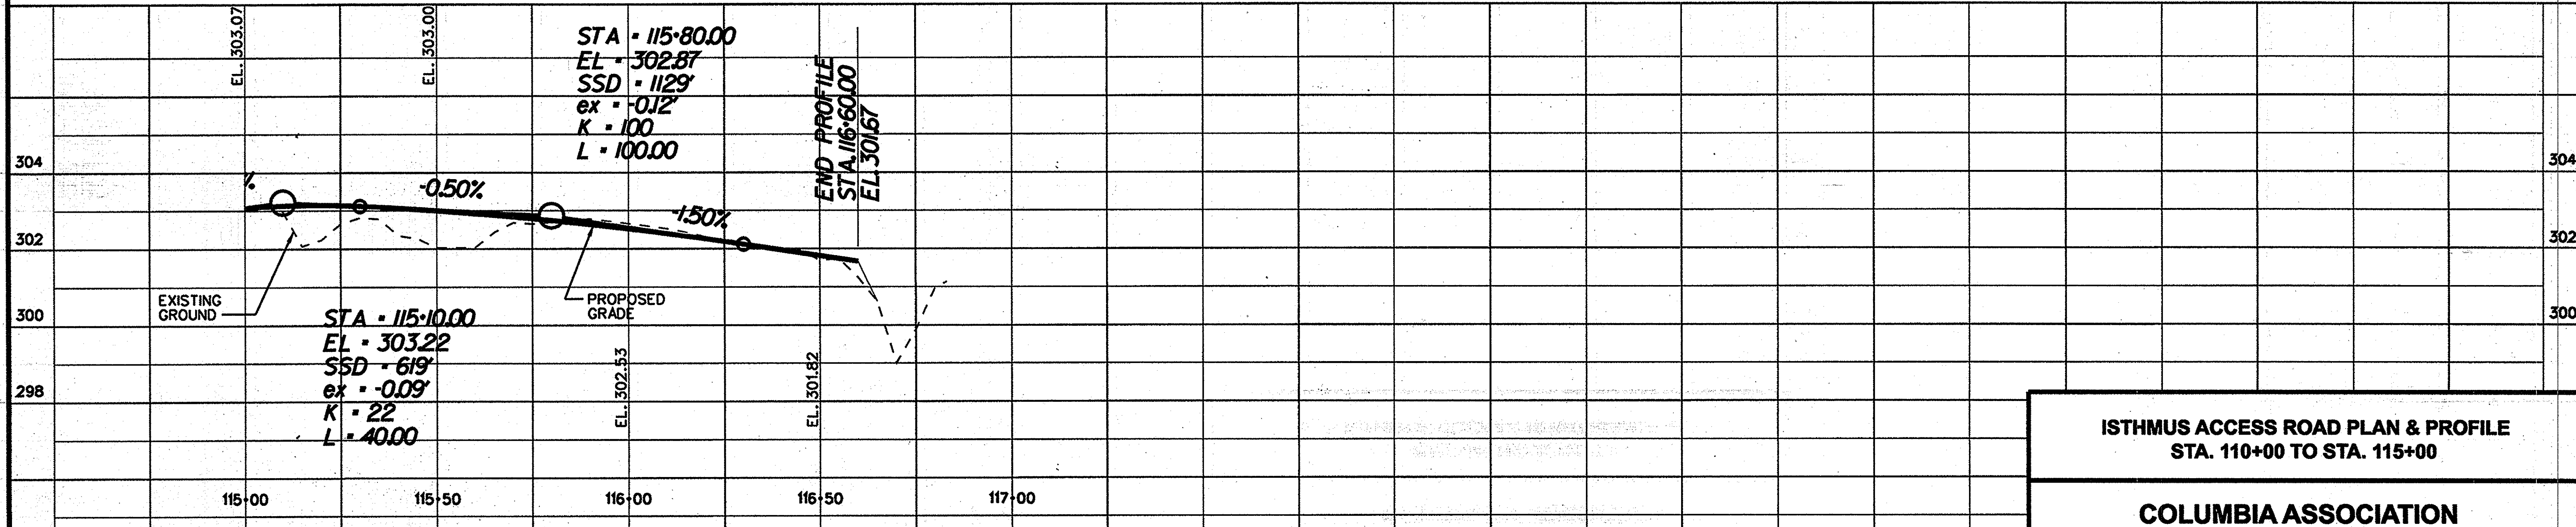 EL. 303.07
EL. 303.00
STA = 115+80.00
EL = 302.87
SSD = 1129'
ex = -0.12'
K = 100
L = 100.00
END PROFILE
STA. 116+60.00
EL. 301.67
304
304
%
-0.50%
-1.50%
302
302
EXISTING
GROUND
PROPOSED
GRADE
300
300
STA = 115+10.00
EL = 303.22
SSD = 619'
ex = -0.09'
K = 22
L = 40.00
EL. 302.53
EL. 301.82
298
115+00
115+50
116+00
116+50
117+00
ISTHMUS ACCESS ROAD PLAN & PROFILE
STA. 110+00 TO STA. 115+00
COLUMBIA ASSOCIATION